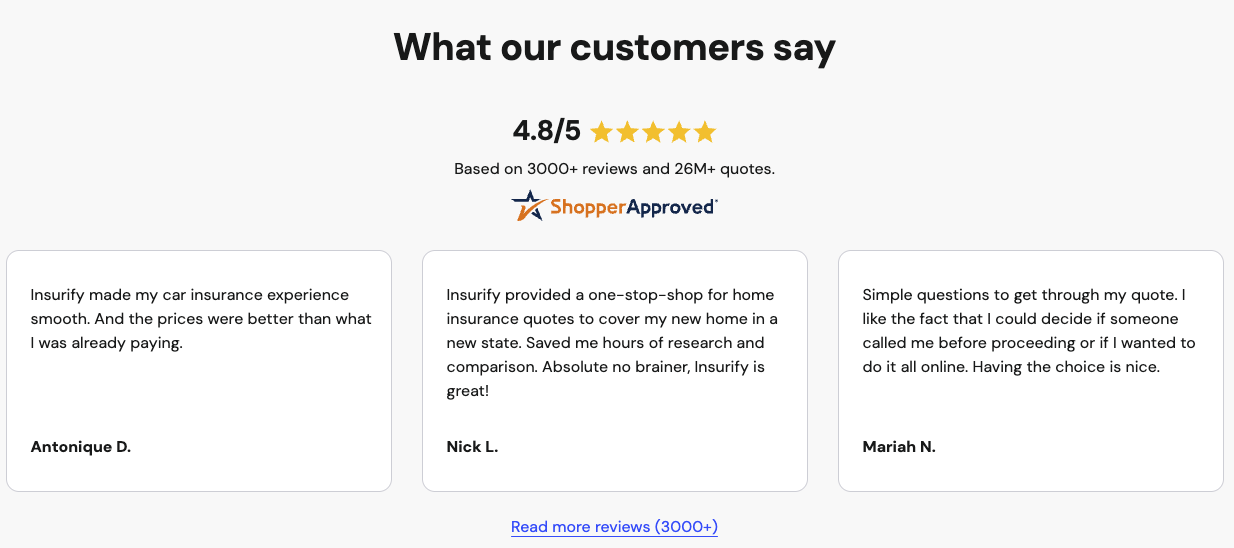 What our customers say
4.8/5
Based on 3000+ reviews and 26M+ quotes.
ShopperApproved
Insurify made my car insurance experience
smooth. And the prices were better than what
I was already paying.
Antonique D.
Insurify provided a one-stop-shop for home
insurance quotes to cover my new home in a
new state. Saved me hours of research and
comparison. Absolute no brainer, Insurify is
great!
Nick L.
Simple questions to get through my quote. I
like the fact that I could decide if someone
called me before proceeding or if I wanted to
do it all online. Having the choice is nice.
Mariah N.
Read more reviews (3000+)